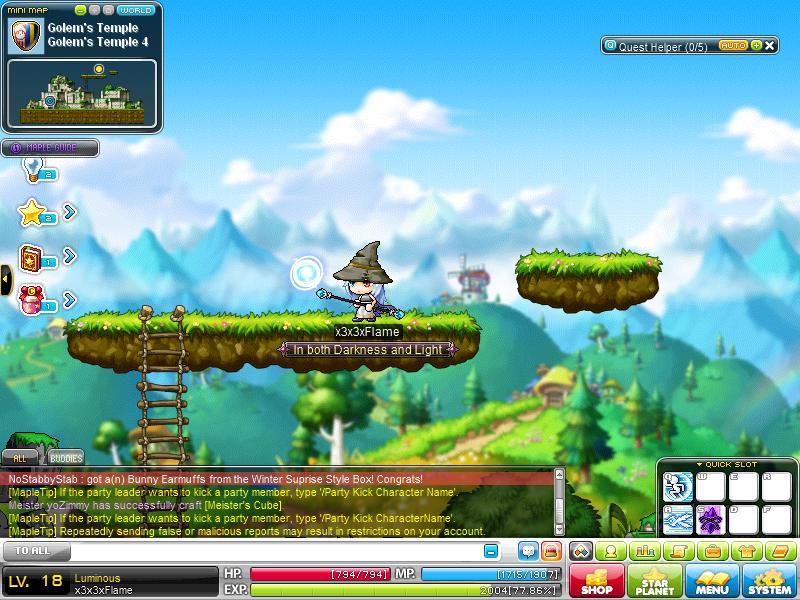 MINI MAP
WORLD
Golem's Temple
Golem's Temple 4
Quest Helper (0/5)
AUTO
MAPLE GUIDE
2
2
1
1
x3x3xFlame
In both Darkness and Light
ALL
BUDDIES
NoStabbyStab : got a(n) Bunny Earmuffs from the Winter Suprise Style Box! Congrats!
[MapleTip] If the party leader wants to kick a party member, type '/Party Kick Character Name'.
Meister yoZimmy has successfully craft [Meister's Cube].
[MapleTip] If the party leader wants to kick a party member, type '/Party Kick CharacterName'.
[MapleTip] Repeatedly sending false or malicious reports may result in restrictions on your account.
QUICK SLOT
Q W E R
A S D F
TO ALL
LV. 18 Luminous
x3x3xFlame
HP. [794/794] MP. [1715/1907]
EXP. 2004[77.86%]
SHOP
STAR PLANET
MENU
SYSTEM